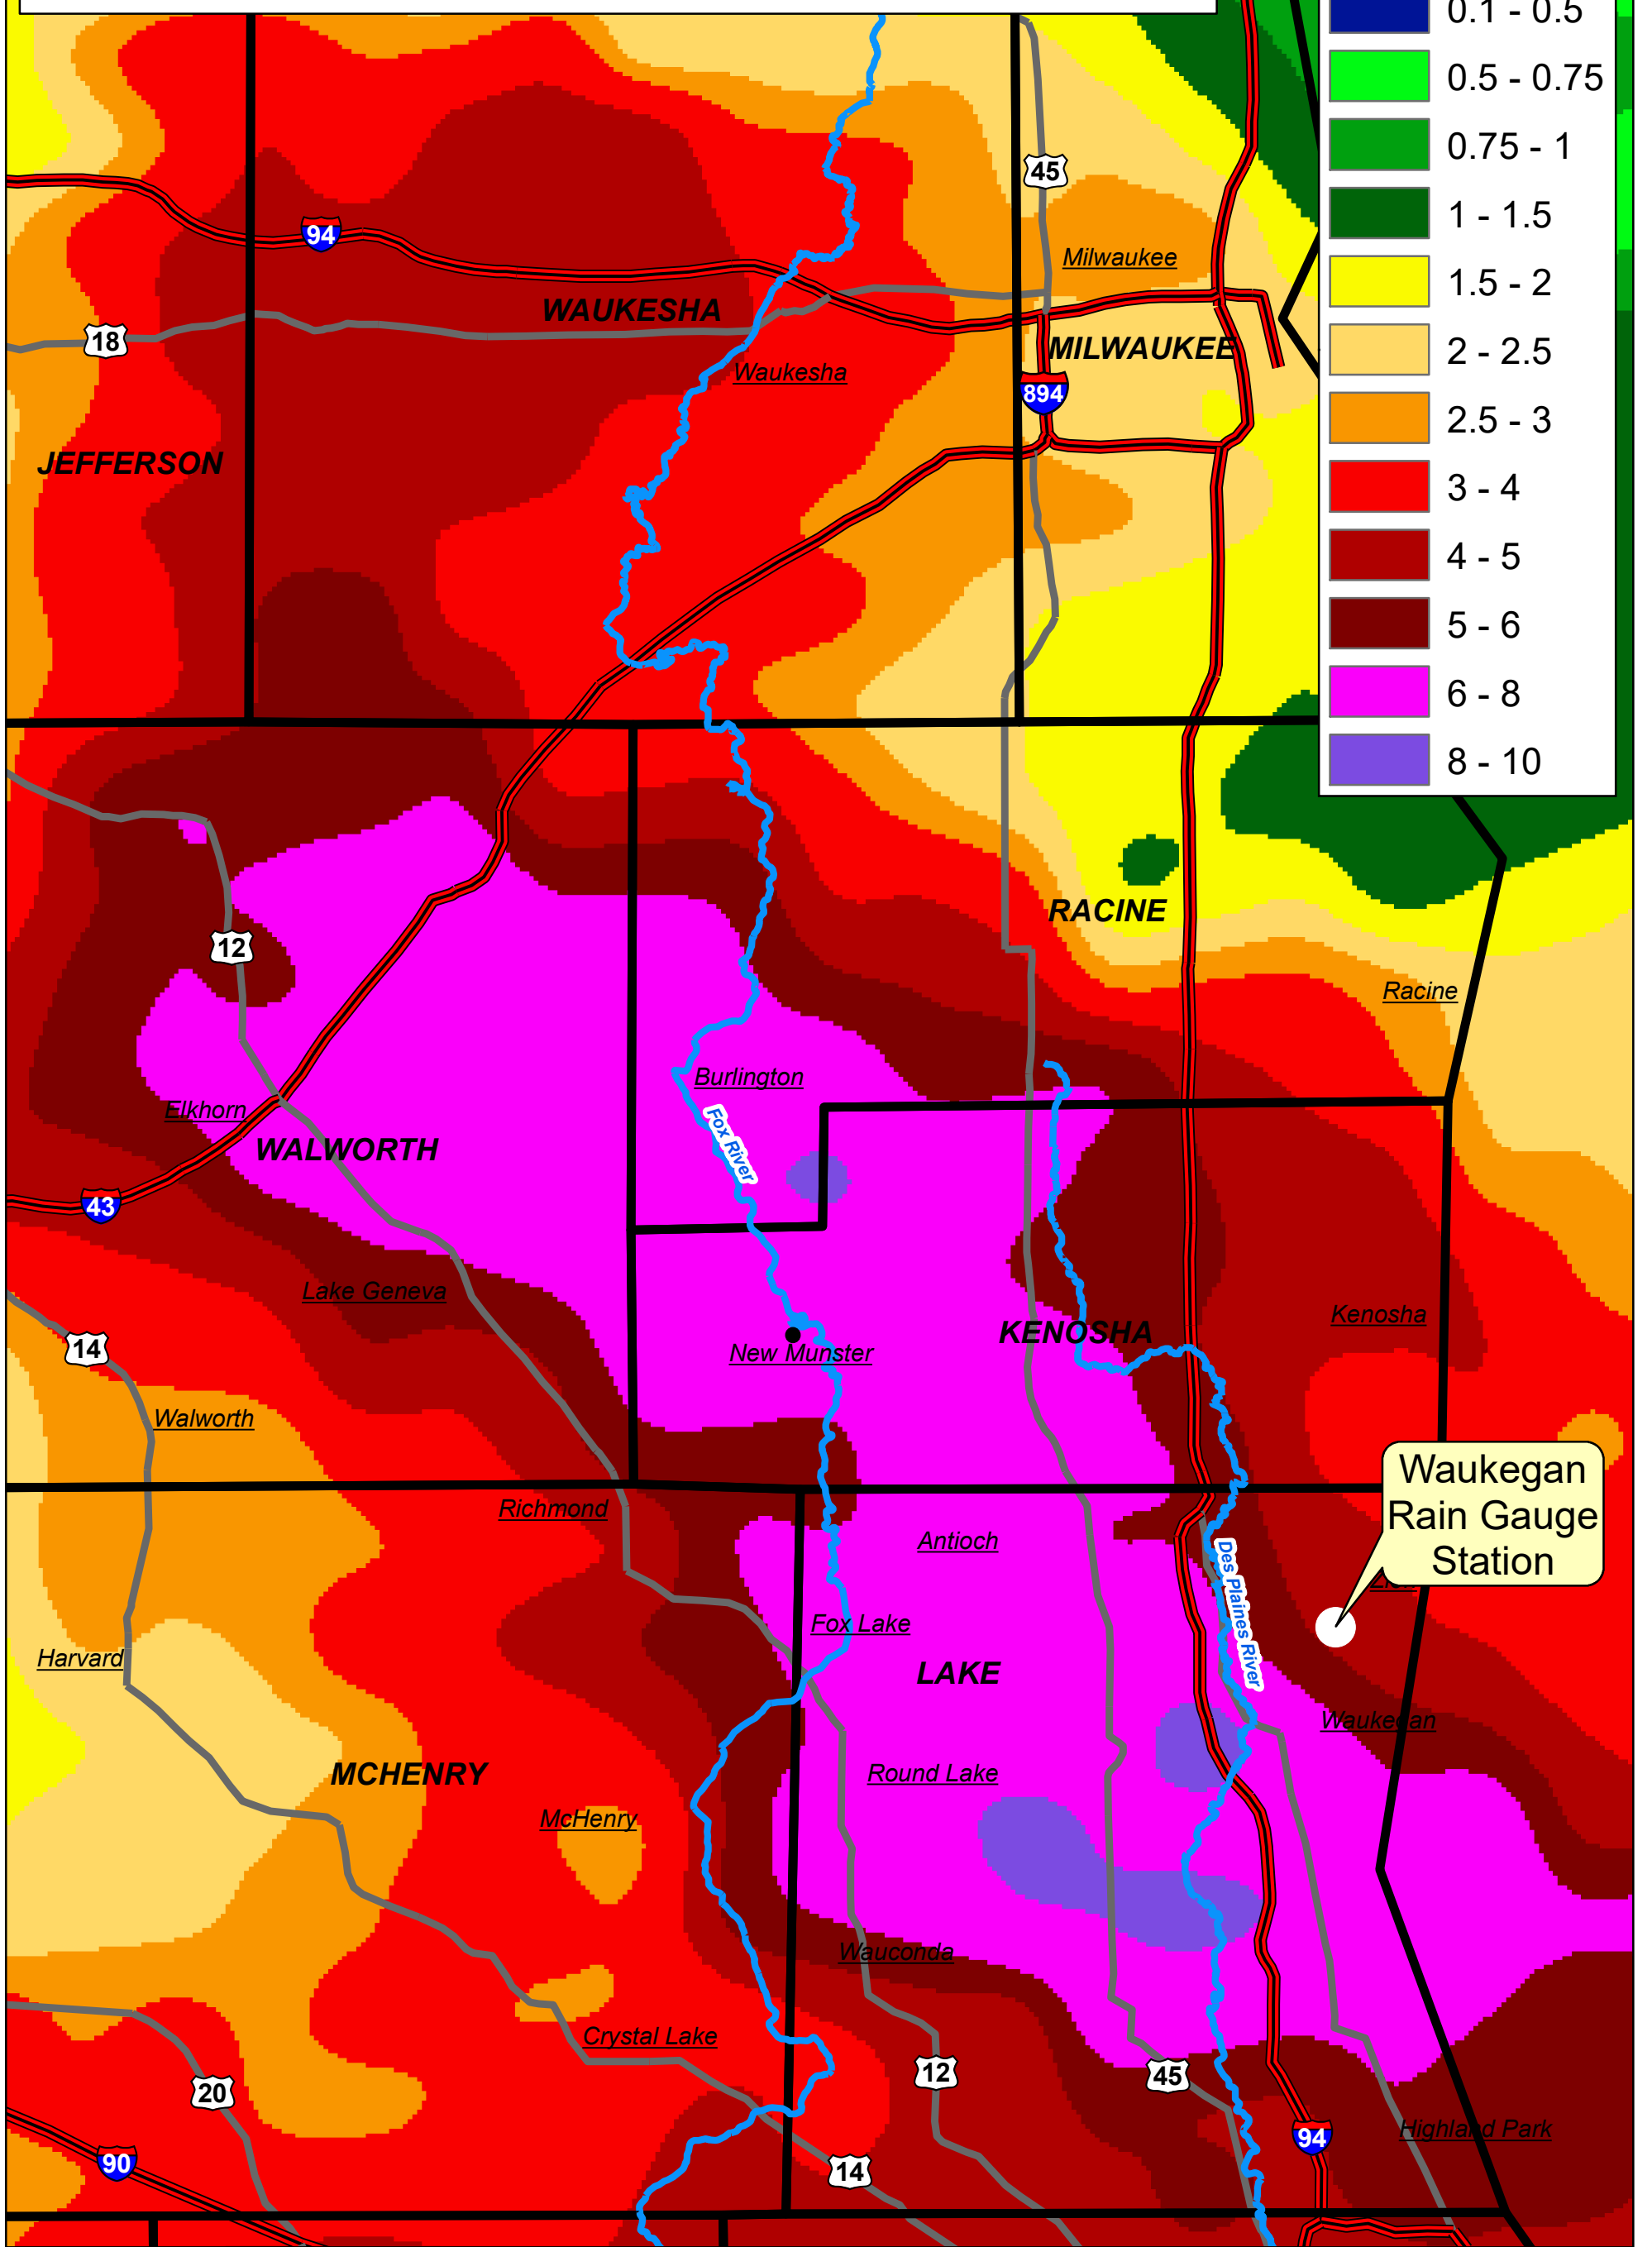 0.1 - 0.5
0.5 - 0.75
0.75 - 1
1 - 1.5
1.5 - 2
2 - 2.5
2.5 - 3
3 - 4
4 - 5
5 - 6
6 - 8
8 - 10
45
94
Milwaukee
WAUKESHA
18
MILWAUKEE
Waukesha
894
JEFFERSON
RACINE
12
Racine
Burlington
Elkhorn
Fox River
WALWORTH
43
Lake Geneva
Kenosha
KENOSHA
14
New Munster
Walworth
Waukegan
Rain Gauge
Station
Richmond
Antioch
Des Plaines River
Zion
Fox Lake
Harvard
LAKE
Waukegan
MCHENRY
Round Lake
McHenry
Wauconda
Crystal Lake
12
45
20
Highland Park
94
90
14